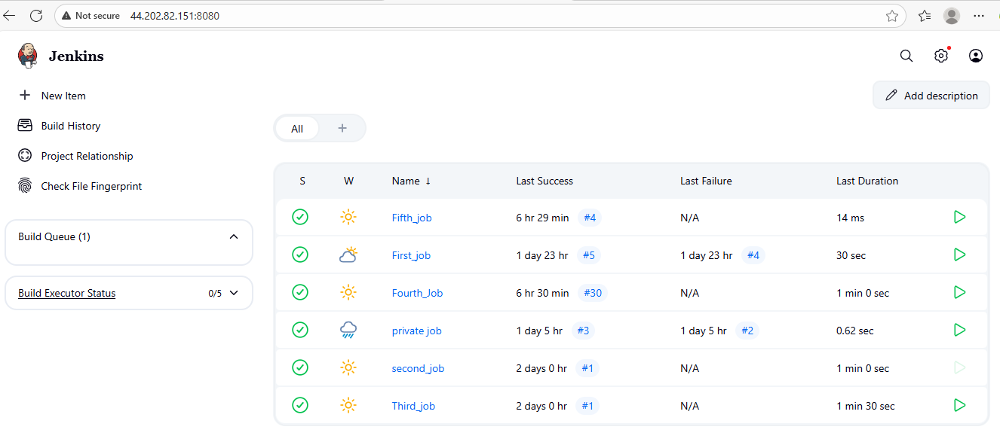 Not secure 44.202.82.151:8080
Jenkins
New Item
Build History
Project Relationship
Check File Fingerprint
Build Queue (1)
Build Executor Status 0/5
Add description
All +
S W Name ↓ Last Success Last Failure Last Duration
Fifth_job 6 hr 29 min #4 N/A 14 ms
First_job 1 day 23 hr #5 1 day 23 hr #4 30 sec
Fourth_Job 6 hr 30 min #30 N/A 1 min 0 sec
private job 1 day 5 hr #3 1 day 5 hr #2 0.62 sec
second_job 2 days 0 hr #1 N/A 1 min 0 sec
Third_job 2 days 0 hr #1 N/A 1 min 30 sec